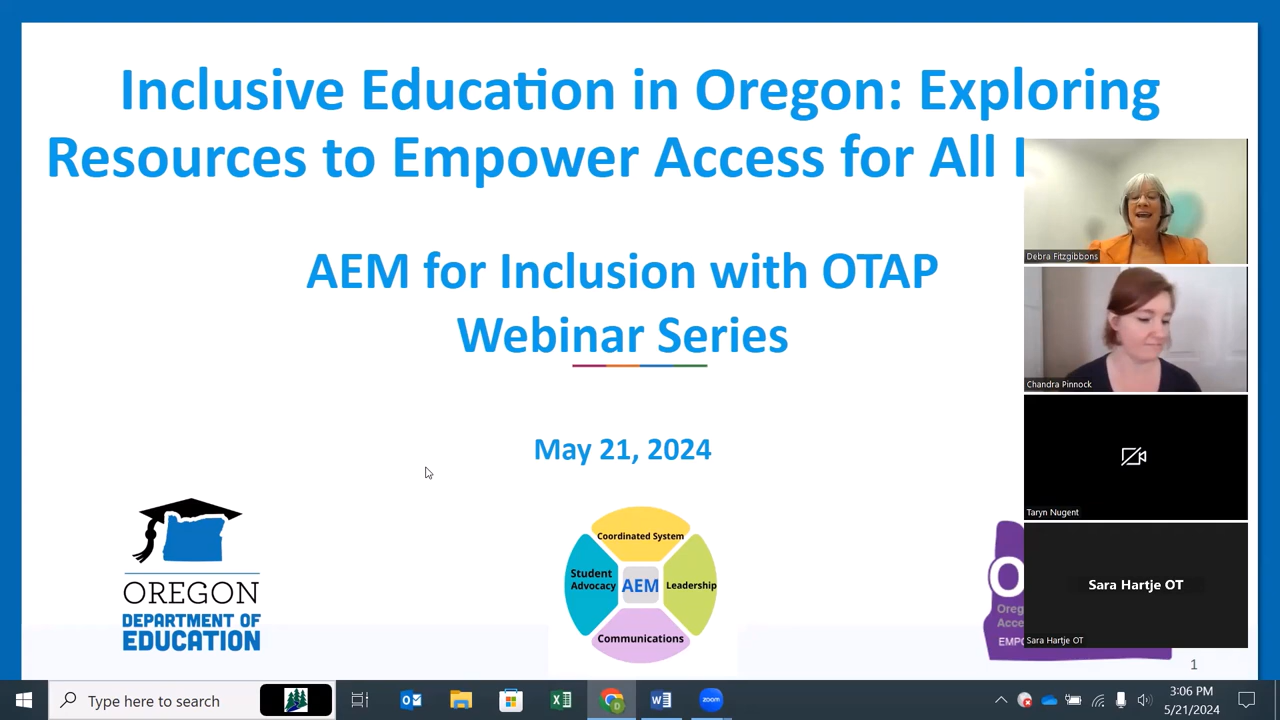 Inclusive Education in Oregon: Exploring
Resources to Empower Access for All
AEM for Inclusion with OTAP
Webinar Series
May 21, 2024
Debra Fitzgibbons
Chandra Pinnock
Taryn Nugent
Sara Hartje OT
Sara Hartje OT
OREGON
DEPARTMENT OF
EDUCATION
Coordinated System
Student
Advocacy
AEM
Leadership
Communications
1
Type here to search
3:06 PM
5/21/2024